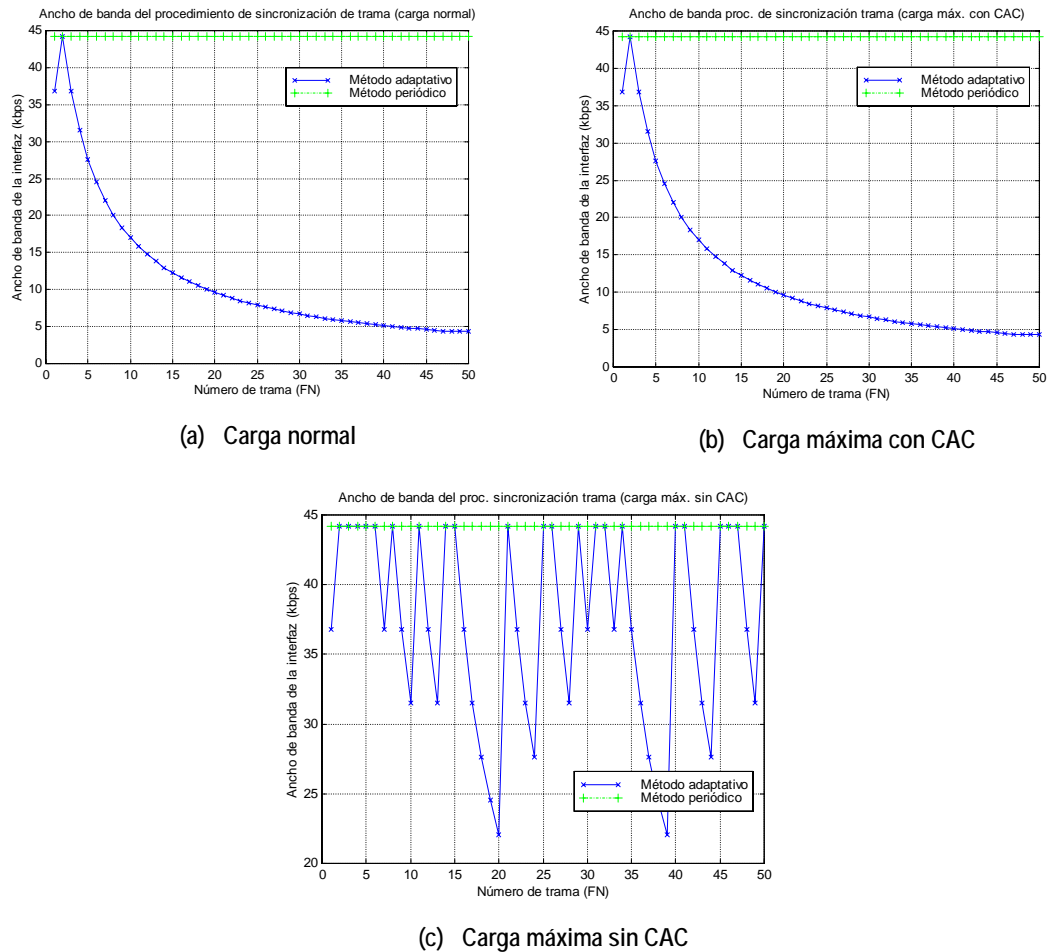 Ancho de banda del procedimiento de sincronización de trama (carga normal)
45
40
35
30
25
20
15
10
5
0
Ancho de banda de la interfaz (kbps)
Método adaptativo
Método periódico
0 5 10 15 20 25 30 35 40 45 50
Número de trama (FN)
(a) Carga normal
Ancho de banda proc. de sincronización trama (carga máx. con CAC)
45
40
35
30
25
20
15
10
5
0
Ancho de banda de la interfaz (kbps)
Método adaptativo
Método periódico
0 5 10 15 20 25 30 35 40 45 50
Número de trama (FN)
(b) Carga máxima con CAC
Ancho de banda del proc. sincronización trama (carga máx. sin CAC)
45
40
35
30
25
20
Ancho de banda de la interfaz (kbps)
Método adaptativo
Método periódico
0 5 10 15 20 25 30 35 40 45 50
Número de trama (FN)
(c) Carga máxima sin CAC